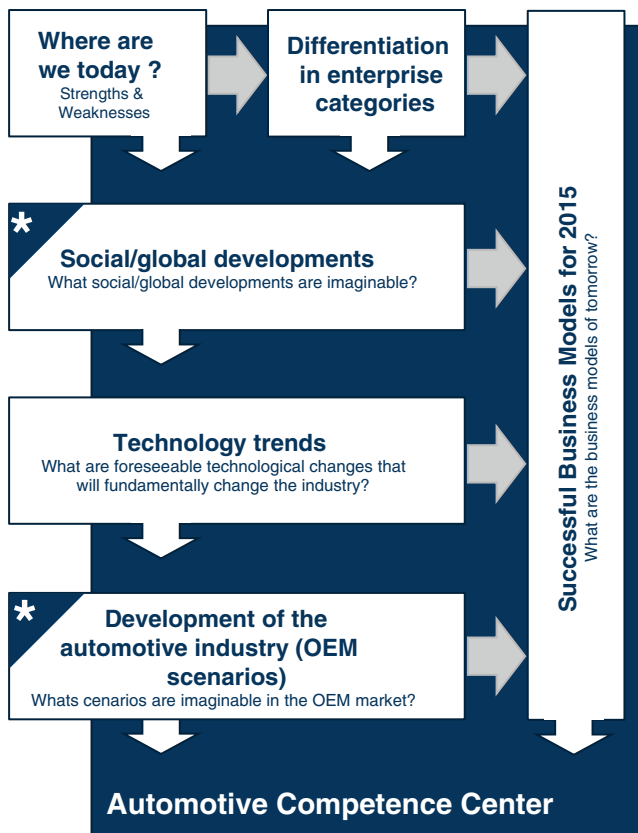 Where are
we today ?
Strengths &
Weaknesses
Differentiation
in enterprise
categories
*
Social/global developments
What social/global developments are imaginable?
Technology trends
What are foreseeable technological changes that
will fundamentally change the industry?
*
Development of the
automotive industry (OEM
scenarios)
Whats cenarios are imaginable in the OEM market?
Successful Business Models for 2015
What are the business models of tomorrow?
Automotive Competence Center